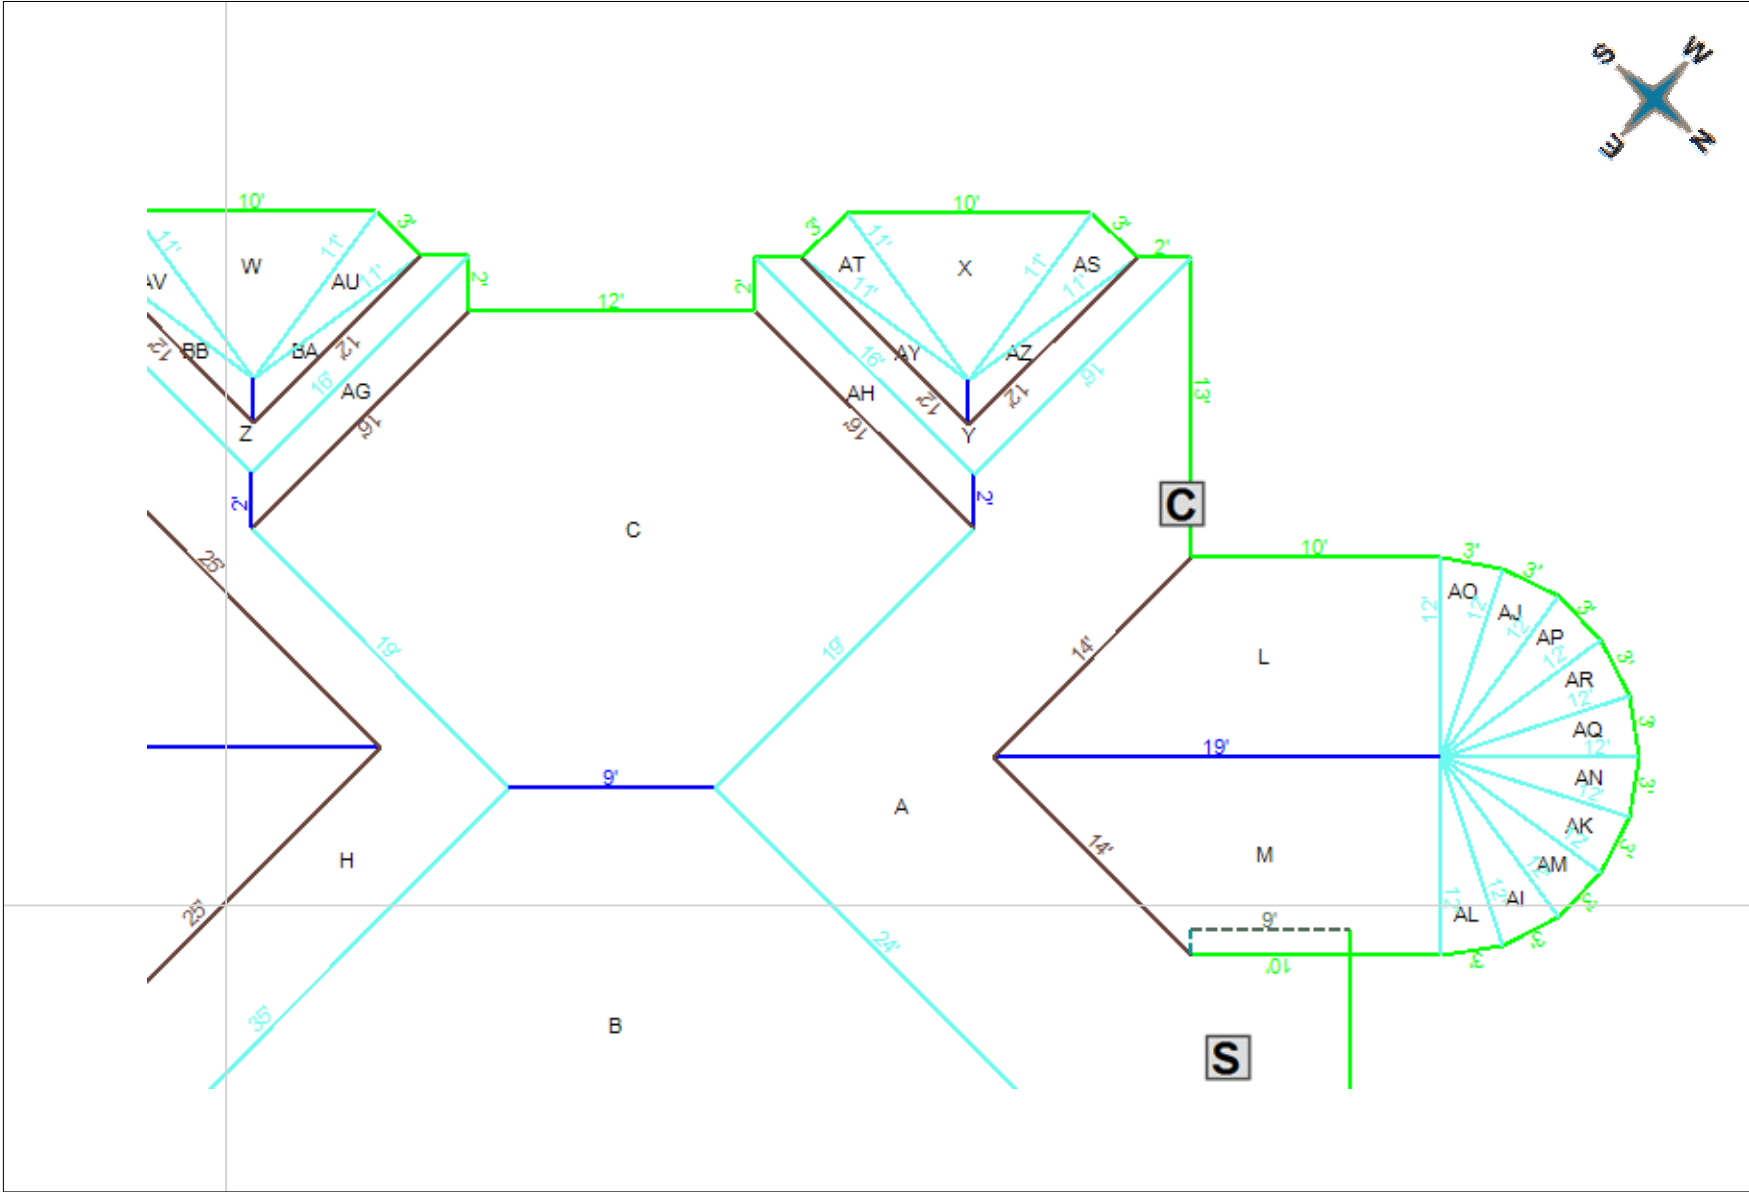 S W
E N
10' 3' 10' 3' 3' 2'
11' 11' 11' W AV AU 2' 12' 2' AT 11' 11' X 11' 11' AS
12' BB BA 12' 16' AG 16' 16' AY AH 16' 12' AZ 12' 16' 13'
Z Y
2' C 2' C
25' 19' 19' 14' L 10' 12' 3' 3' 3' 3' 3'
AO 12' AJ 12' AP 12' AR 12' AQ 12'
9' 19'
A
H 14' M AN 12' AK 12' AM 12' AI 12' AL 12'
25' 24' 9' 3' 3' 3' 3' 3'
10'
35' B S